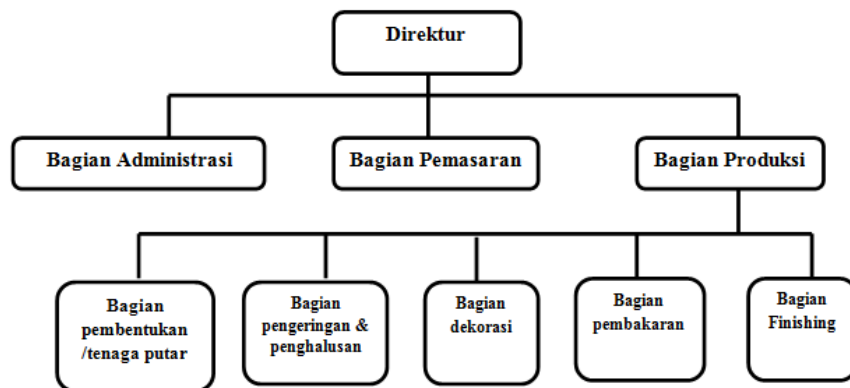 Direktur
Bagian Administrasi
Bagian Pemasaran
Bagian Produksi
Bagian
pembentukan
/tenaga putar
Bagian
pengeringan &
penghalusan
Bagian
dekorasi
Bagian
pembakaran
Bagian
Finishing